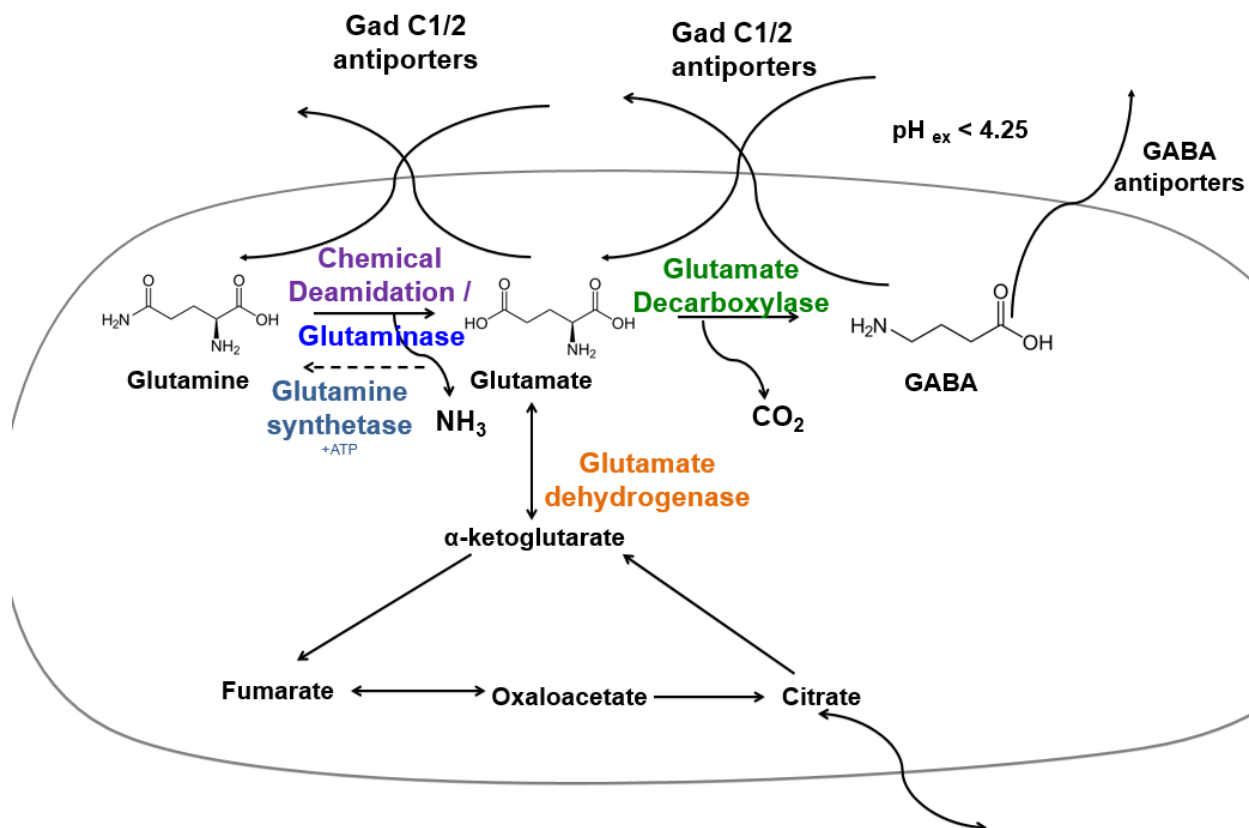 Gad C1/2
antiporters
Gad C1/2
antiporters
pH ex < 4.25
GABA
antiporters
Chemical
Deamidation /
Glutaminase
Glutamate
Decarboxylase
O
O
H₂N
OH
NH₂
O
O
HO
OH
NH₂
H₂N
O
OH
Glutamine
Glutamate
GABA
Glutamine
synthetase
+ATP
NH₃
CO₂
Glutamate
dehydrogenase
α-ketoglutarate
Fumarate
Oxaloacetate
Citrate